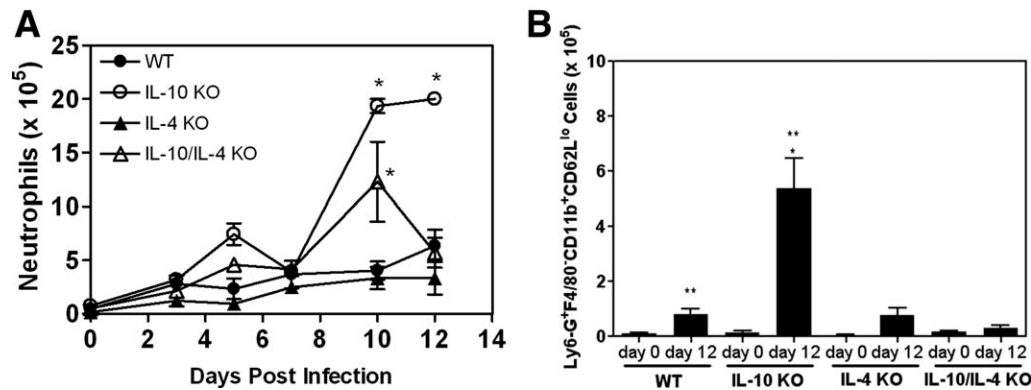 A
Neutrophils (x 10⁵)
25
20
15
10
5
0
WT
IL-10 KO
IL-4 KO
IL-10/IL-4 KO
*
*
*
0 2 4 6 8 10 12 14
Days Post Infection
B
Ly6-G⁺F4/80⁻CD11b⁺CD62Lˡᵒ Cells (x 10⁵)
10
8
6
4
2
0
**
**
*
day 0 day 12 day 0 day 12 day 0 day 12 day 0 day 12
WT IL-10 KO IL-4 KO IL-10/IL-4 KO